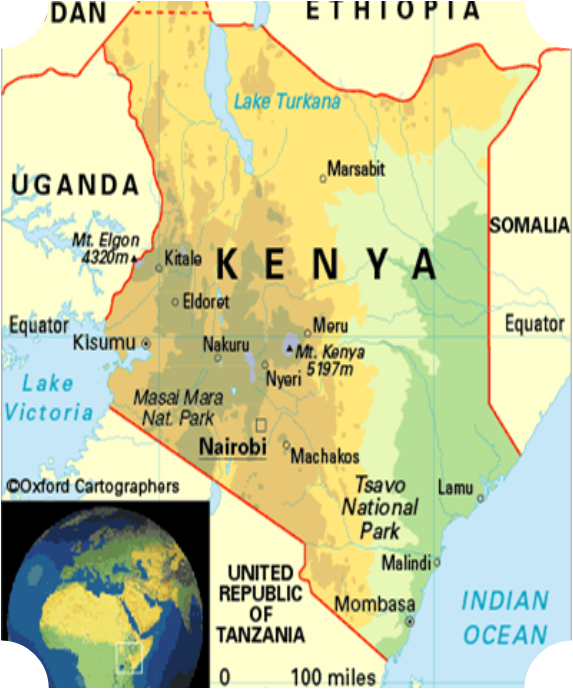 DAN
ETHIOPIA
Lake Turkana
Marsabit
UGANDA
SOMALIA
Mt. Elgon
4320m
Kitale
KENYA
Eldoret
Equator
Equator
Meru
Kisumu
Nakuru
Mt. Kenya
5197m
Nyeri
Lake
Victoria
Masai Mara
Nat. Park
Nairobi
Machakos
©Oxford Cartographers
Tsavo
National
Park
Lamu
Malindi
UNITED
REPUBLIC
OF
TANZANIA
Mombasa
INDIAN
OCEAN
0 100 miles